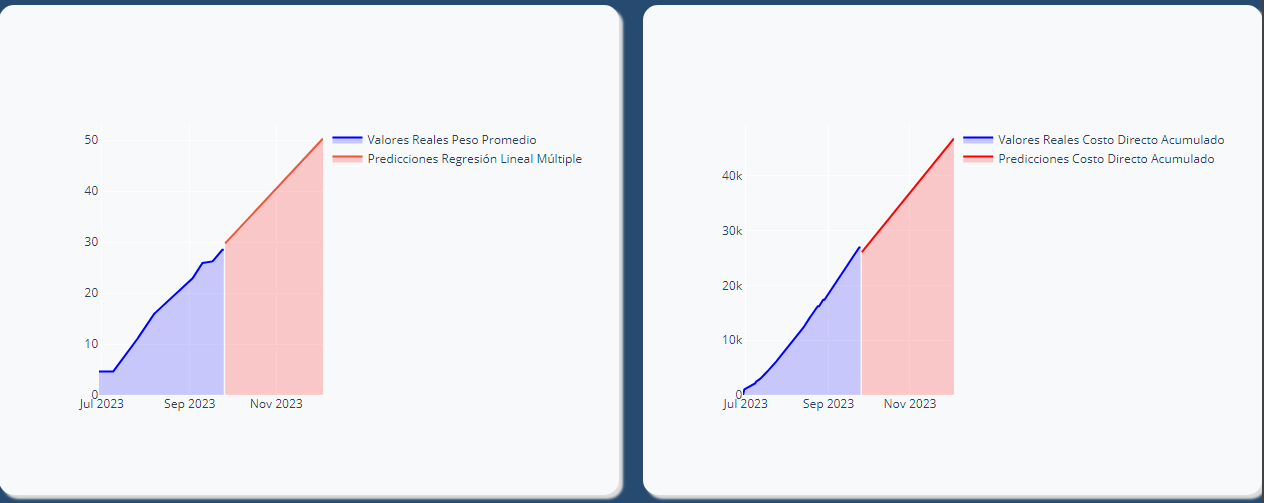 50
40
30
20
10
0
Jul 2023
Sep 2023
Nov 2023
Valores Reales Peso Promedio
Predicciones Regresión Lineal Múltiple
40k
30k
20k
10k
0
Jul 2023
Sep 2023
Nov 2023
Valores Reales Costo Directo Acumulado
Predicciones Costo Directo Acumulado